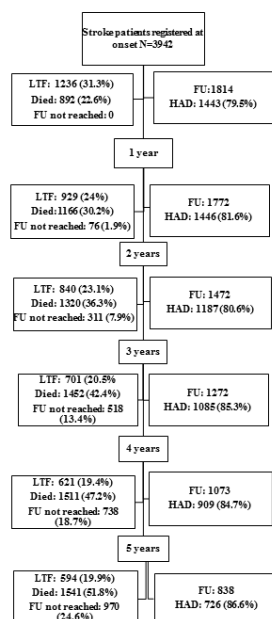 Stroke patients registered at
onset N=3942
LTF: 1236 (31.3%)
Died: 892 (22.6%)
FU not reached: 0
FU: 1814
HAD: 1443 (79.5%)
1 year
LTF: 929 (24%)
Died:1166 (30.2%)
FU not reached: 76 (1.9%)
FU: 1772
HAD: 1446 (81.6%)
2 years
LTF: 840 (23.1%)
Died: 1320 (36.3%)
FU not reached: 311 (7.9%)
FU: 1472
HAD: 1187 (80.6%)
3 years
LTF: 701 (20.5%
Died: 1452 (42.4%)
FU not reached: 518
(13.4%)
FU: 1272
HAD: 1085 (85.3%)
4 years
LTF: 621 (19.4%)
Died: 1511 (47.2%)
FU not reached: 738
(18.7%)
FU: 1073
HAD: 909 (84.7%)
5 years
LTF: 594 (19.9%)
Died: 1541 (51.8%)
FU not reached: 970
(24.6%)
FU: 838
HAD: 726 (86.6%)